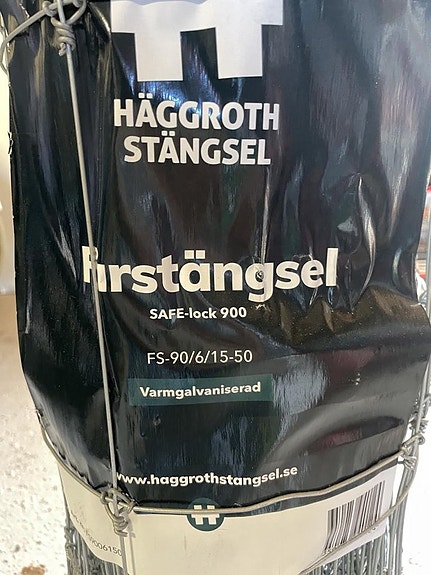 HÄGGROTH
STÄNGSEL
Fårstängsel
SAFE-lock 900
FS-90/6/15-50
Varmgalvaniserad
www.haggrothstangsel.se